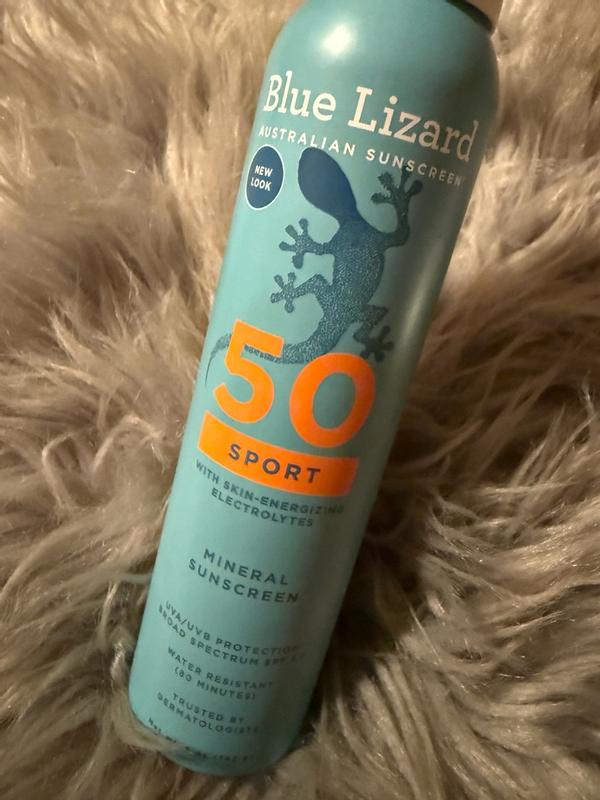 Blue Lizard
AUSTRALIAN SUNSCREEN
NEW
LOOK
50
SPORT
WITH SKIN-ENERGIZING
ELECTROLYTES
MINERAL
SUNSCREEN
UVA/UVB PROTECTION
BROAD SPECTRUM SPF
WATER RESISTANT
(80 MINUTES)
TRUSTED BY
DERMATOLOGISTS